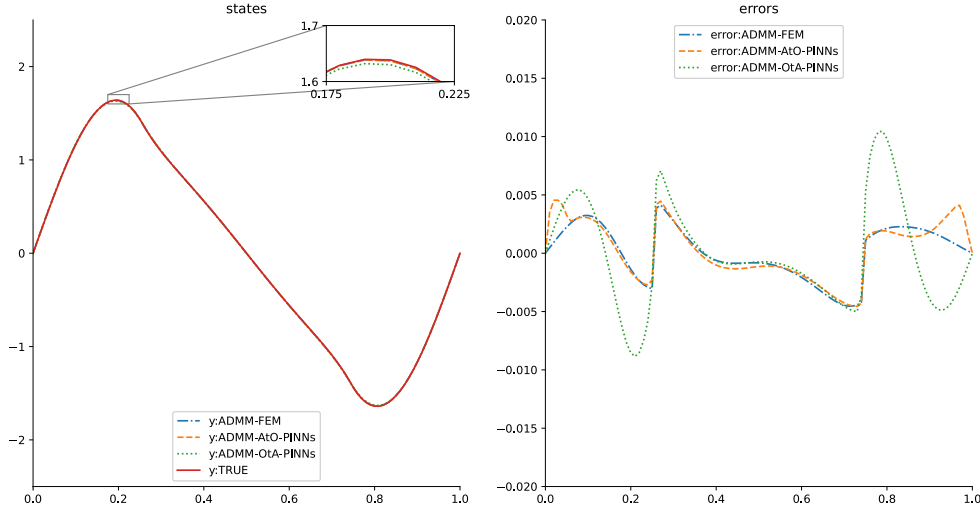 states
2
1
0
−1
−2
0.0 0.2 0.4 0.6 0.8 1.0
1.7
1.6
0.175 0.225
y:ADMM-FEM
y:ADMM-AtO-PINNs
y:ADMM-OtA-PINNs
y:TRUE
errors
0.020
0.015
0.010
0.005
0.000
−0.005
−0.010
−0.015
−0.020
0.0 0.2 0.4 0.6 0.8 1.0
error:ADMM-FEM
error:ADMM-AtO-PINNs
error:ADMM-OtA-PINNs